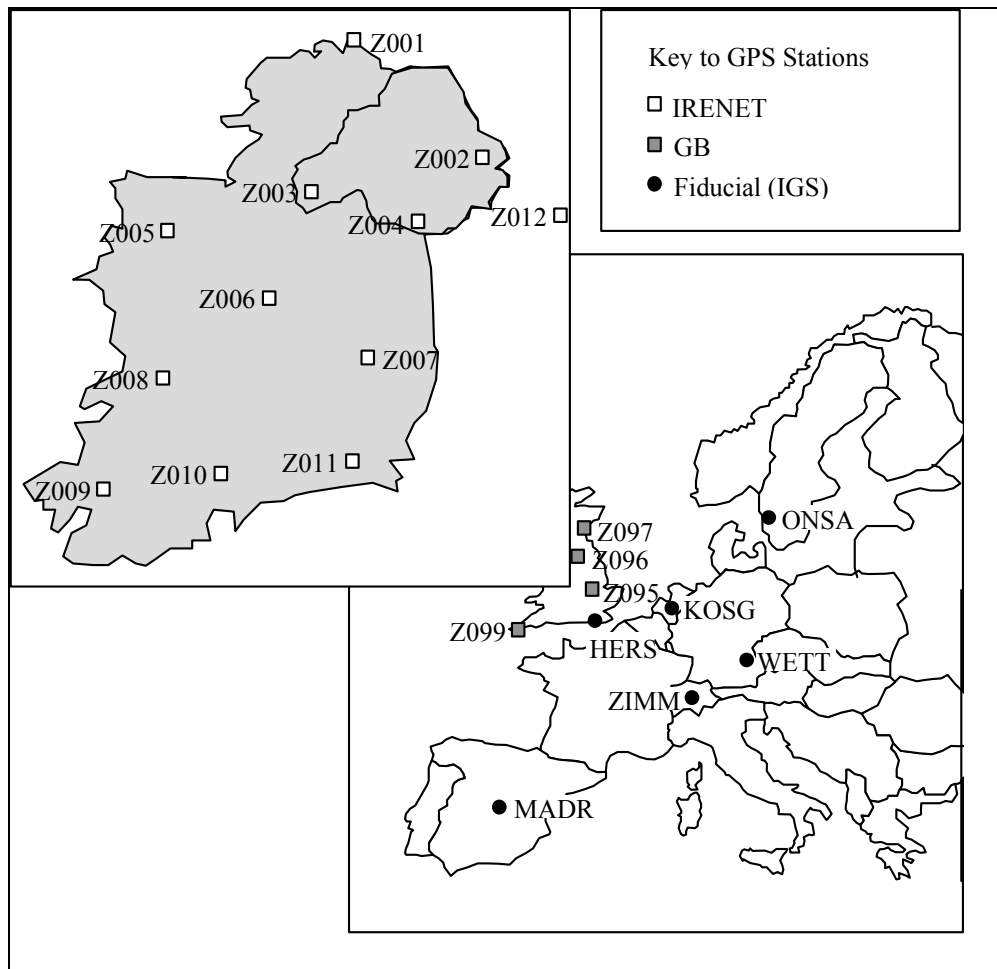 Z001
Key to GPS Stations
IRENET
GB
Fiducial (IGS)
Z002
Z003
Z004
Z012
Z005
Z006
Z007
Z008
Z011
Z010
Z009
ONSA
Z097
Z096
Z095
KOSG
Z099
HERS
WETT
ZIMM
MADR